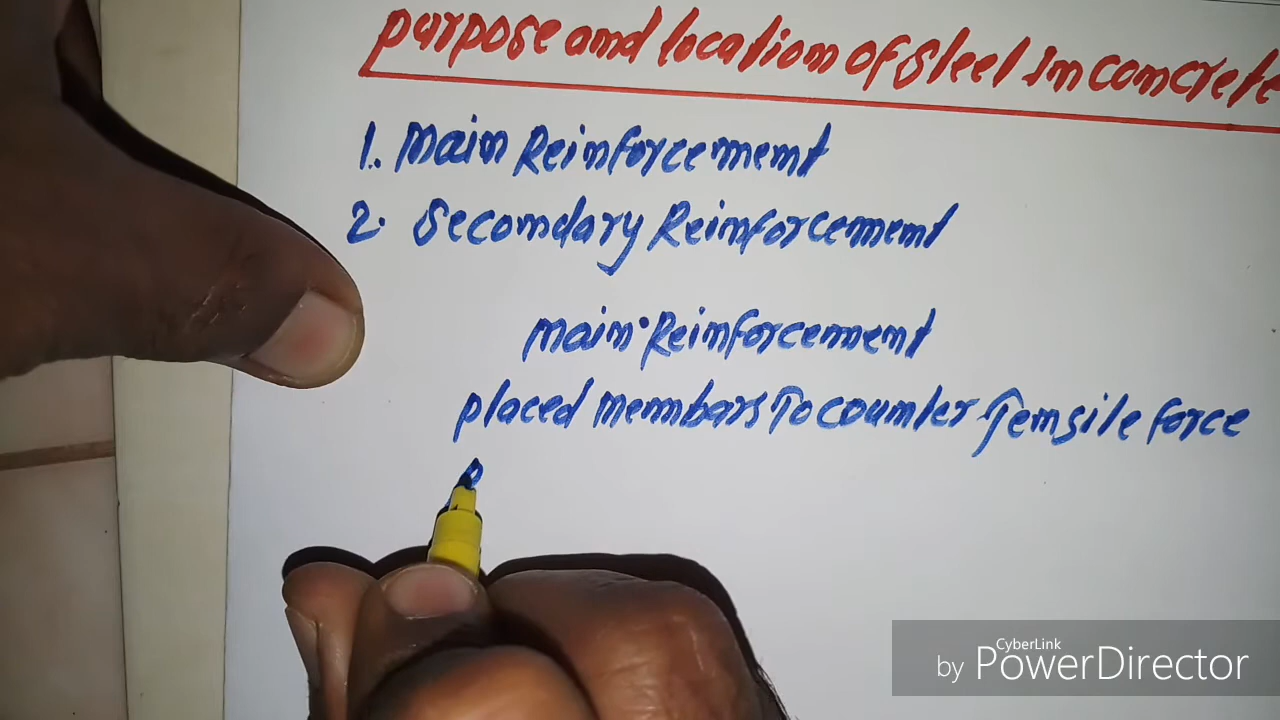 purpose and location of steel in concrete
1. Main Reinforcement
2. Secondary Reinforcement
Main Reinforcement
placed membars To counter Tensile force
CyberLink
by PowerDirector